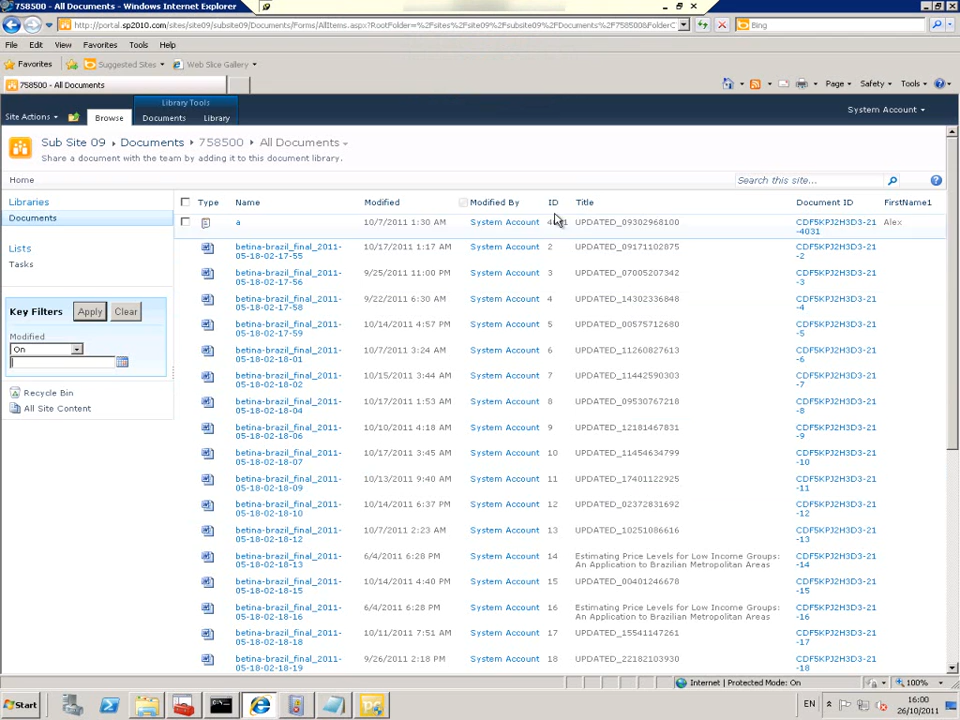 758500 - All Documents - Windows Internet Explorer
http://portal.sp2010.com/sites/site09/subsite09/Documents/Forms/AllItems.aspx?RootFolder=%2Fsites%2Fsite09%2Fsubsite09%2FDocuments%2F758500&FolderC
Bing
File Edit View Favorites Tools Help
Favorites Suggested Sites Web Slice Gallery
758500 - All Documents Page Safety Tools
Library Tools
Site Actions Browse Documents Library System Account
Sub Site 09 Documents 758500 All Documents
Share a document with the team by adding it to this document library.
Home Search this site...
Libraries
Documents
Lists
Tasks
Key Filters Apply Clear
Modified
On
Recycle Bin
All Site Content
Type Name Modified Modified By ID Title Document ID FirstName1
a 10/7/2011 1:30 AM System Account UPDATED_09302968100 CDF5KPJ2H3D3-21 Alex
-4031
betina-brazil_final_2011- 10/17/2011 1:17 AM System Account 2 UPDATED_09171102875 CDF5KPJ2H3D3-21
05-18-02-17-55 -2
betina-brazil_final_2011- 9/25/2011 11:00 PM System Account 3 UPDATED_07005207342 CDF5KPJ2H3D3-21
05-18-02-17-56 -3
betina-brazil_final_2011- 9/22/2011 6:30 AM System Account 4 UPDATED_14302336848 CDF5KPJ2H3D3-21
05-18-02-17-58 -4
betina-brazil_final_2011- 10/14/2011 4:57 PM System Account 5 UPDATED_00575712680 CDF5KPJ2H3D3-21
05-18-02-17-59 -5
betina-brazil_final_2011- 10/7/2011 3:24 AM System Account 6 UPDATED_11260827613 CDF5KPJ2H3D3-21
05-18-02-18-01 -6
betina-brazil_final_2011- 10/15/2011 3:44 AM System Account 7 UPDATED_11442590303 CDF5KPJ2H3D3-21
05-18-02-18-02 -7
betina-brazil_final_2011- 10/17/2011 1:53 AM System Account 8 UPDATED_09530767218 CDF5KPJ2H3D3-21
05-18-02-18-04 -8
betina-brazil_final_2011- 10/10/2011 4:18 AM System Account 9 UPDATED_12181467831 CDF5KPJ2H3D3-21
05-18-02-18-06 -9
betina-brazil_final_2011- 10/17/2011 3:45 AM System Account 10 UPDATED_11454634799 CDF5KPJ2H3D3-21
05-18-02-18-07 -10
betina-brazil_final_2011- 10/13/2011 9:40 AM System Account 11 UPDATED_17401122925 CDF5KPJ2H3D3-21
05-18-02-18-09 -11
betina-brazil_final_2011- 10/14/2011 6:37 PM System Account 12 UPDATED_02372831692 CDF5KPJ2H3D3-21
05-18-02-18-10 -12
betina-brazil_final_2011- 10/7/2011 2:23 AM System Account 13 UPDATED_10251086616 CDF5KPJ2H3D3-21
05-18-02-18-12 -13
betina-brazil_final_2011- 6/4/2011 6:28 PM System Account 14 Estimating Price Levels for Low Income Groups: CDF5KPJ2H3D3-21
05-18-02-18-13 An Application to Brazilian Metropolitan Areas -14
betina-brazil_final_2011- 10/14/2011 4:40 PM System Account 15 UPDATED_00401246678 CDF5KPJ2H3D3-21
05-18-02-18-15 -15
betina-brazil_final_2011- 6/4/2011 6:28 PM System Account 16 Estimating Price Levels for Low Income Groups: CDF5KPJ2H3D3-21
05-18-02-18-16 An Application to Brazilian Metropolitan Areas -16
betina-brazil_final_2011- 10/11/2011 7:51 AM System Account 17 UPDATED_15541147261 CDF5KPJ2H3D3-21
05-18-02-18-18 -17
betina-brazil_final_2011- 9/26/2011 2:18 PM System Account 18 UPDATED_22182103930 CDF5KPJ2H3D3-21
05-18-02-18-19 -18
Internet | Protected Mode: On 100%
Start EN 16:00
26/10/2011